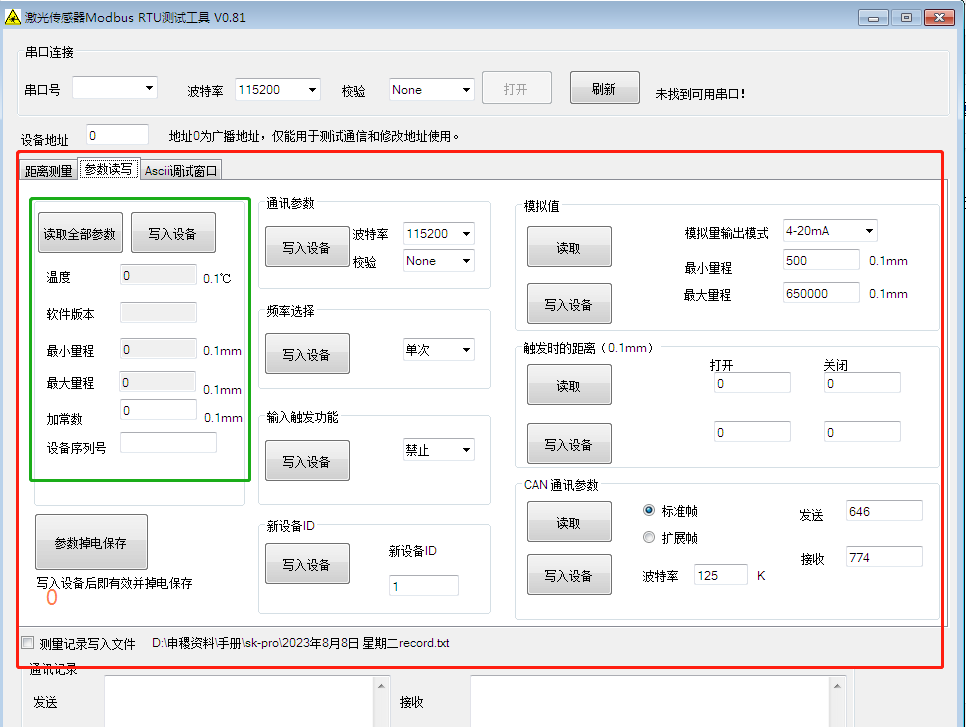 激光传感器Modbus RTU测试工具 V0.81
串口连接
串口号 波特率 115200 校验 None 打开 刷新 未找到可用串口!
设备地址 0 地址0为广播地址，仅能用于测试通信和修改地址使用。
距离测量 参数读写 Ascii调试窗口
读取全部参数 写入设备
温度 0 0.1℃
软件版本
最小量程 0 0.1mm
最大量程 0 0.1mm
加常数 0 0.1mm
设备序列号
参数掉电保存
写入设备后即有效并掉电保存
0
通讯参数
写入设备 波特率 115200
校验 None
频率选择
写入设备 单次
输入触发功能
写入设备 禁止
新设备ID
写入设备 新设备ID
1
模拟值
读取 模拟量输出模式 4-20mA
最小量程 500 0.1mm
写入设备 最大量程 650000 0.1mm
触发时的距离（0.1mm）
打开 关闭
读取 0 0
写入设备 0 0
CAN 通讯参数
读取 标准帧 发送 646
扩展帧 接收 774
写入设备 波特率 125 K
测量记录写入文件 D:\申稷资料\手册\sk-pro\2023年8月8日 星期二record.txt
通讯记录
发送 接收